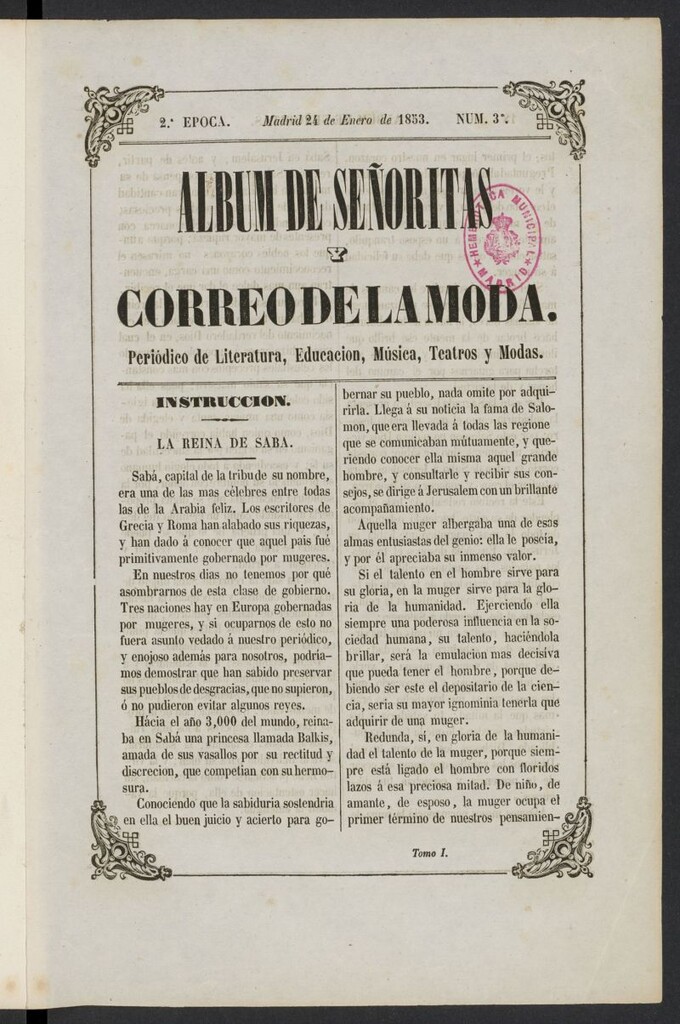 2.ª EPOCA. Madrid 24 de Enero de 1853. NUM. 3º.
ALBUM DE SEÑORITAS
Y
CORREO DE LA MODA.
HEMEROTECA MUNICIPAL
MADRID
Periódico de Literatura, Educacion, Música, Teatros y Modas.
INSTRUCCION.
LA REINA DE SABA.
Sabá, capital de la tribu de su nombre,
era una de las mas célebres entre todas
las de la Arabia feliz. Los escritores de
Grecia y Roma han alabado sus riquezas,
y han dado á conocer que aquel pais fué
primitivamente gobernado por mugeres.
En nuestros dias no tenemos por qué
asombrarnos de esta clase de gobierno.
Tres naciones hay en Europa gobernadas
por mugeres, y si ocuparnos de esto no
fuera asunto vedado á nuestro periódico,
y enojoso además para nosotros, podria-
mos demostrar que han sabido preservar
sus pueblos de desgracias, que no supieron,
ó no pudieron evitar algunos reyes.
Hácia el año 3,000 del mundo, reina-
ba en Sabá una princesa llamada Balkis,
amada de sus vasallos por su rectitud y
discrecion, que competian con su hermo-
sura.
Conociendo que la sabiduria sostendria
en ella el buen juicio y acierto para go-
bernar su pueblo, nada omite por adqui-
rirla. Llega á su noticia la fama de Salo-
mon, que era llevada á todas las regione
que se comunicaban mútuamente, y que-
riendo conocer ella misma aquel grande
hombre, y consultarle y recibir sus con-
sejos, se dirige á Jerusalem con un brillante
acompañamiento.
Aquella muger albergaba una de esas
almas entusiastas del genio: ella le poseia,
y por él apreciaba su inmenso valor.
Si el talento en el hombre sirve para
su gloria, en la muger sirve para la glo-
ria de la humanidad. Ejerciendo ella
siempre una poderosa influencia en la so-
ciedad humana, su talento, haciéndola
brillar, será la emulacion mas decisiva
que pueda tener el hombre, porque de-
biendo ser este el depositario de la cien-
cia, seria su mayor ignominia tenerla que
adquirir de una muger.
Redunda, si, en gloria de la humani-
dad el talento de la muger, porque siem-
pre está ligado el hombre con floridos
lazos á esa preciosa mitad. De niño, de
amante, de esposo, la muger ocupa el
primer término de nuestros pensamien-
Tomo I.